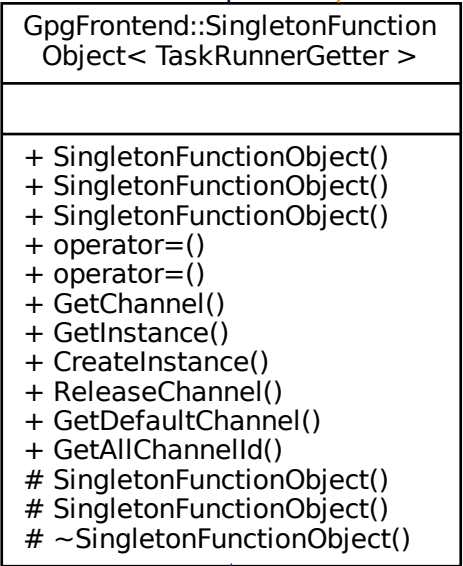 GpgFrontend::SingletonFunction
Object< TaskRunnerGetter >
+ SingletonFunctionObject()
+ SingletonFunctionObject()
+ SingletonFunctionObject()
+ operator=()
+ operator=()
+ GetChannel()
+ GetInstance()
+ CreateInstance()
+ ReleaseChannel()
+ GetDefaultChannel()
+ GetAllChannelId()
# SingletonFunctionObject()
# SingletonFunctionObject()
# ~SingletonFunctionObject()